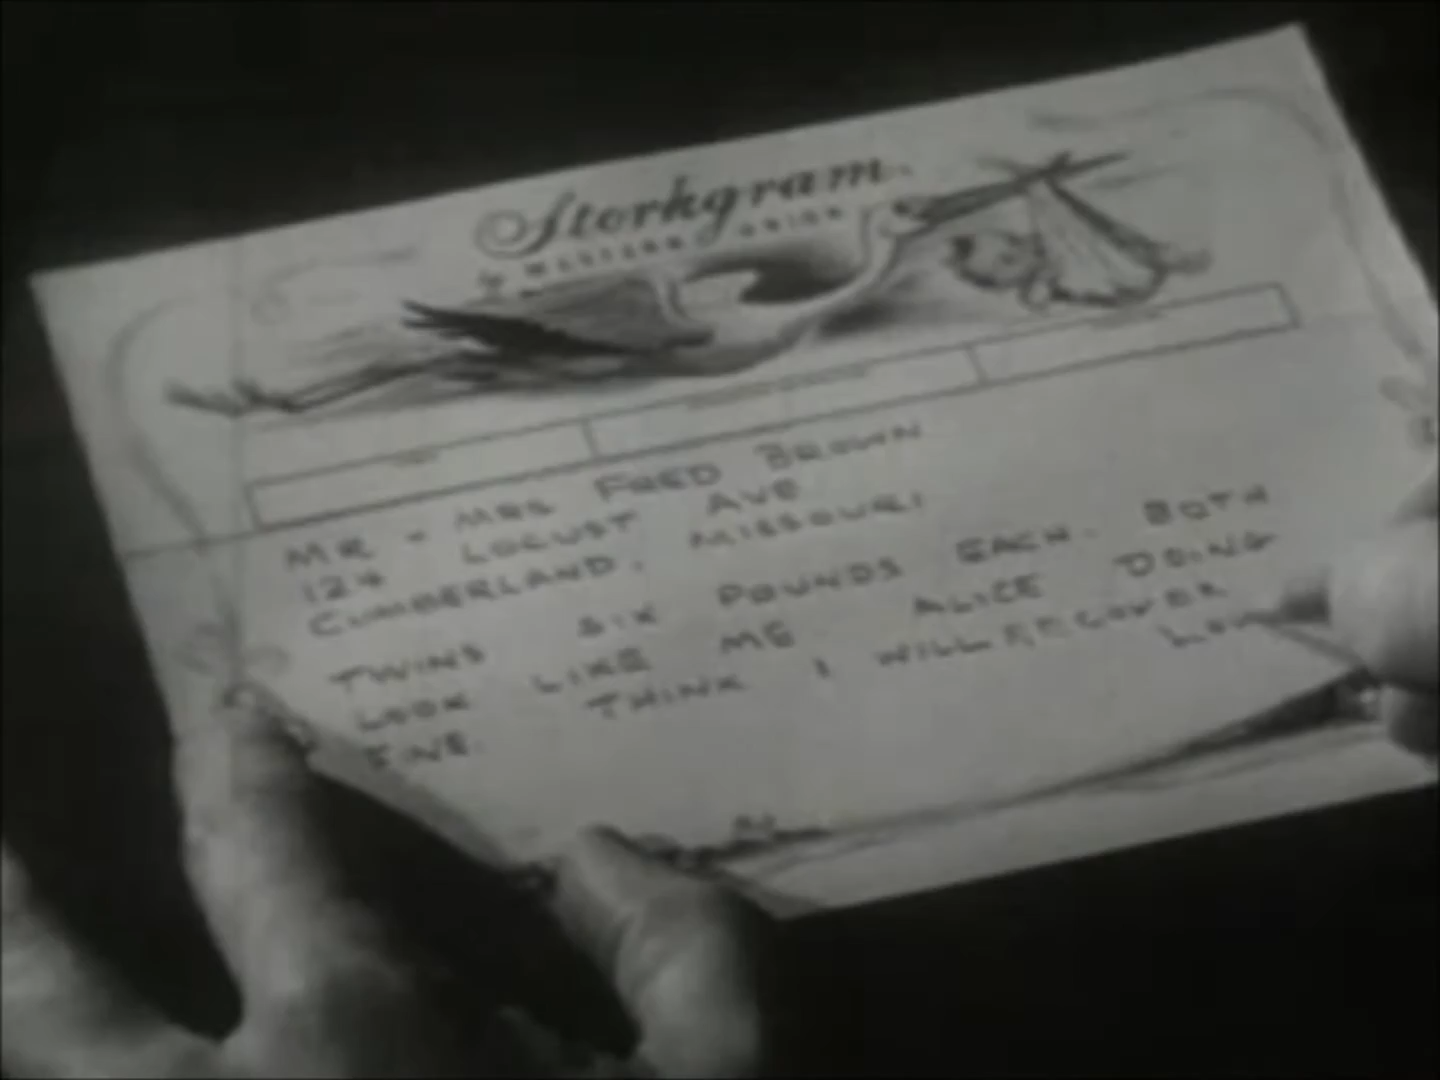 Storkgram
by WESTERN UNION
MR - MRS FRED BROWN
124 LOCUST AVE
CUMBERLAND, MISSOURI
TWINS SIX POUNDS EACH. BOTH
LOOK LIKE ME ALICE DOING
FINE. THINK I WILL RECOVER